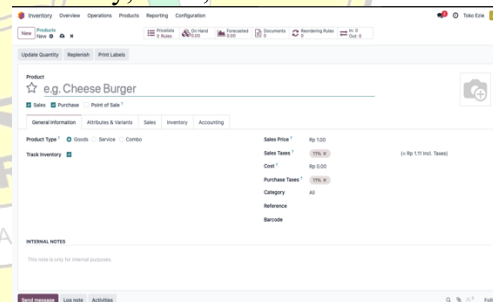 Inventory Overview Operations Products Reporting Configuration Toko Ezie
New Products New
Pricelists 0 Rules On Hand 0.00 Forecasted 0.00 Documents 0 Reordering Rules 0 In: 0 Out: 0
Update Quantity Replenish Print Labels
Product
e.g. Cheese Burger
Sales Purchase Point of Sale ?
General Information Attributes & Variants Sales Inventory Accounting
Product Type ? Goods Service Combo
Track Inventory
Sales Price ? Rp 1.00
Sales Taxes ? 11% × (= Rp 1.11 Incl. Taxes)
Cost ? Rp 0.00
Purchase Taxes ? 11% ×
Category All
Reference
Barcode
INTERNAL NOTES
This note is only for internal purposes.
Send message Log note Activities